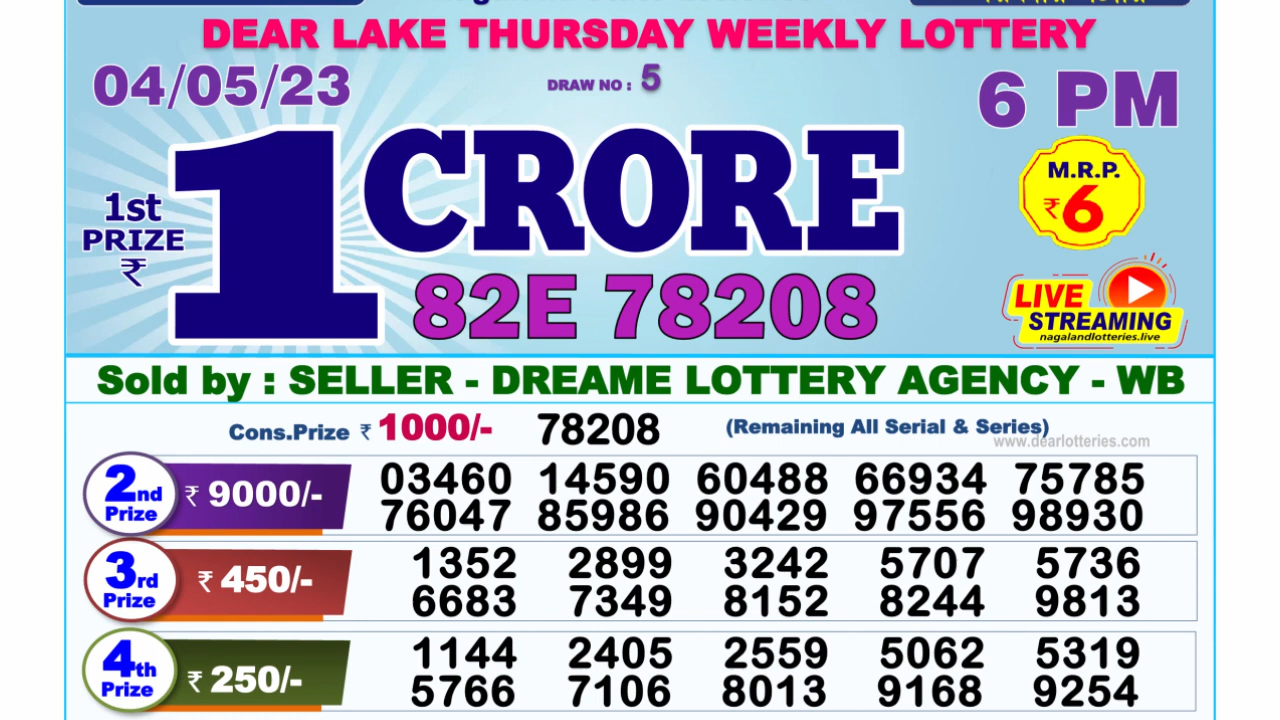 DEAR LAKE THURSDAY WEEKLY LOTTERY
04/05/23
DRAW NO : 5
6 PM
1st
PRIZE
₹
1 CRORE
M.R.P.
₹6
82E 78208
LIVE
STREAMING
nagalandlotteries.live
Sold by : SELLER - DREAME LOTTERY AGENCY - WB
Cons.Prize ₹ 1000/- 78208 (Remaining All Serial & Series)
www.dearlotteries.com
2nd Prize ₹ 9000/-
03460 14590 60488 66934 75785
76047 85986 90429 97556 98930
3rd Prize ₹ 450/-
1352 2899 3242 5707 5736
6683 7349 8152 8244 9813
4th Prize ₹ 250/-
1144 2405 2559 5062 5319
5766 7106 8013 9168 9254